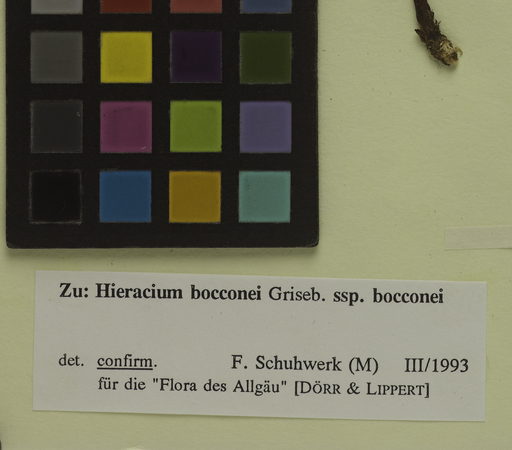 Zu: Hieracium bocconei Griseb. ssp. bocconei
det. confirm. F. Schuhwerk (M) III/1993
für die "Flora des Allgäu" [DÖRR & LIPPERT]